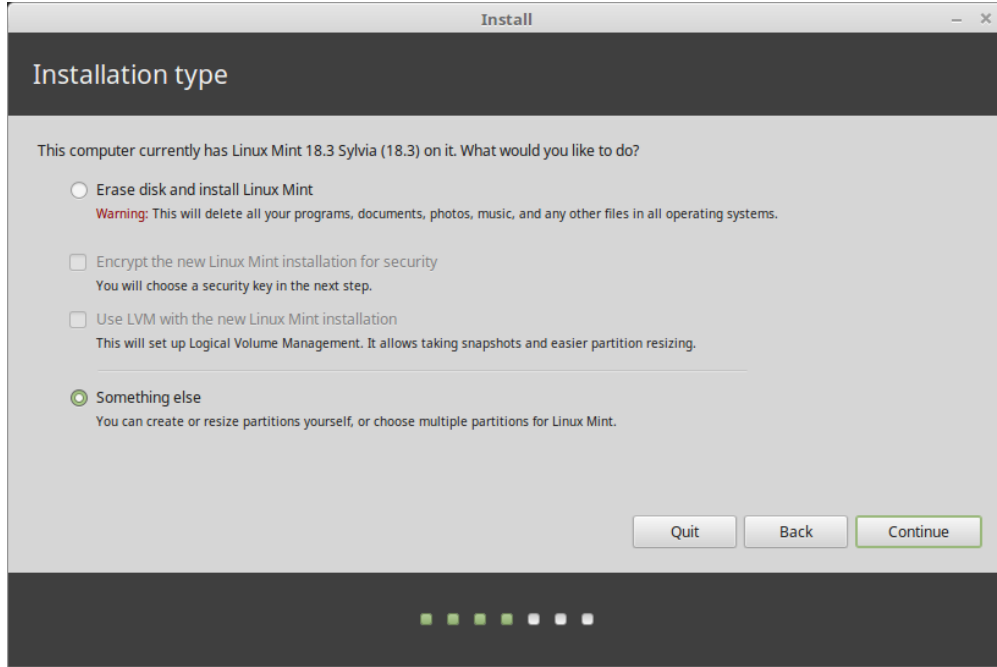 Install
Installation type
This computer currently has Linux Mint 18.3 Sylvia (18.3) on it. What would you like to do?
Erase disk and install Linux Mint
Warning: This will delete all your programs, documents, photos, music, and any other files in all operating systems.
Encrypt the new Linux Mint installation for security
You will choose a security key in the next step.
Use LVM with the new Linux Mint installation
This will set up Logical Volume Management. It allows taking snapshots and easier partition resizing.
Something else
You can create or resize partitions yourself, or choose multiple partitions for Linux Mint.
Quit Back Continue